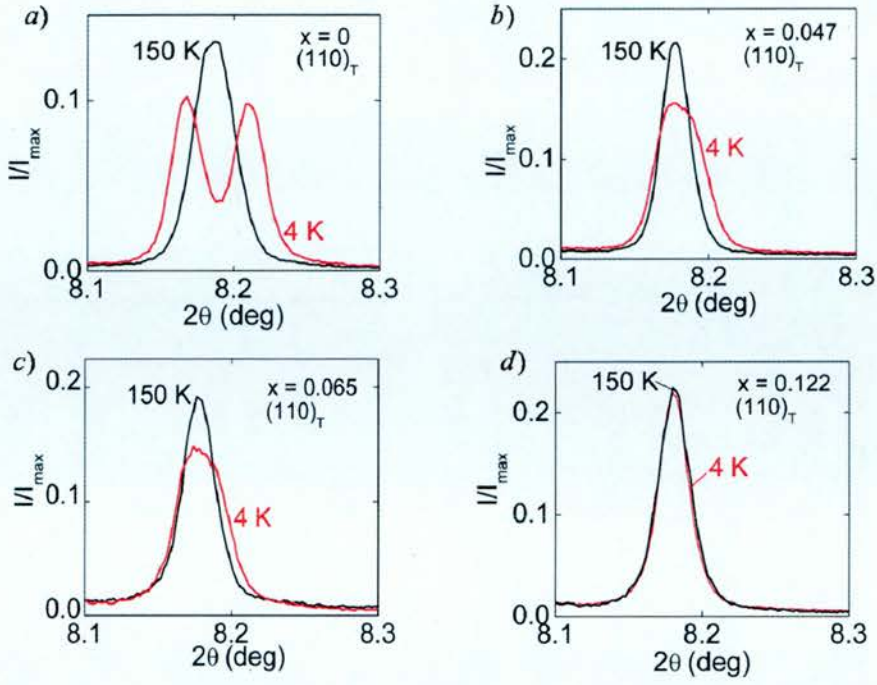 a)
150 K
x = 0
(110)T
0.1
I/Imax
4 K
0.0
8.1 8.2 8.3
2θ (deg)
b)
0.2
150 K
x = 0.047
(110)T
I/Imax
4 K
0.1
0.0
8.1 8.2 8.3
2θ (deg)
c)
0.2
150 K
x = 0.065
(110)T
I/Imax
0.1
4 K
0.0
8.1 8.2 8.3
2θ (deg)
d)
150 K
x = 0.122
(110)T
0.2
4 K
I/Imax
0.1
0.0
8.1 8.2 8.3
2θ (deg)